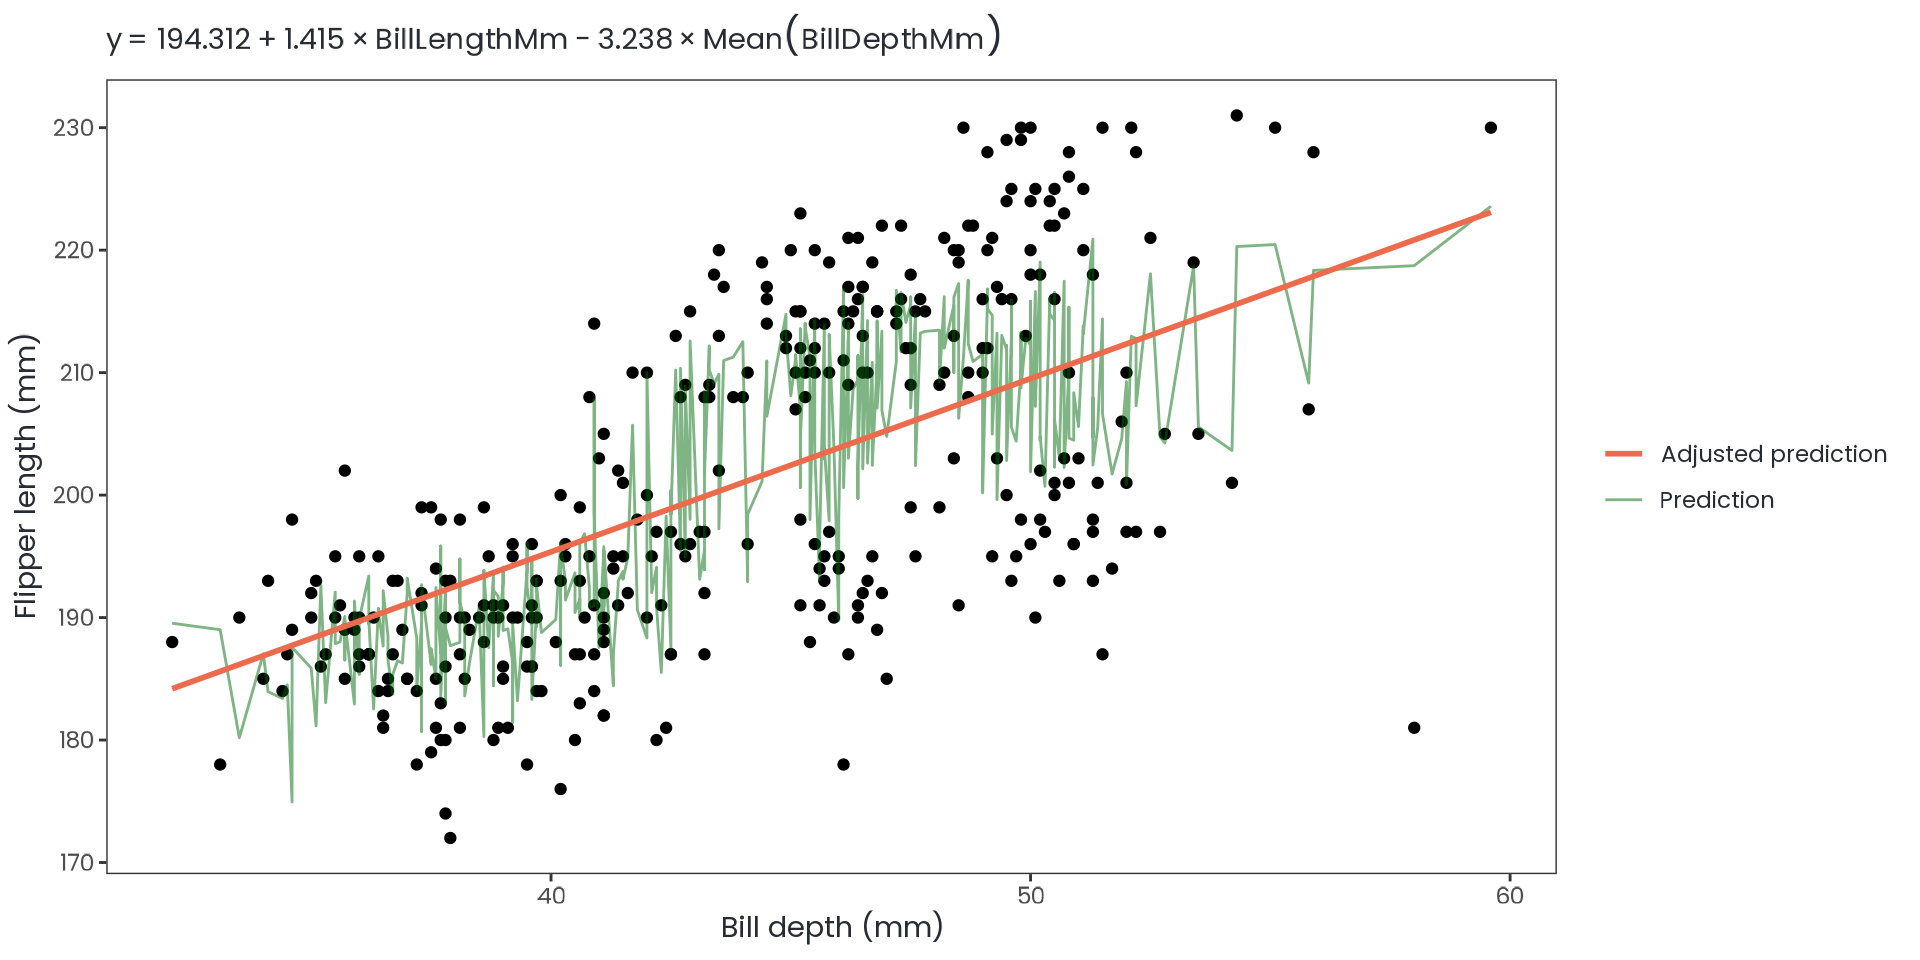 y = 194.312 + 1.415 × BillLengthMm − 3.238 × Mean(BillDepthMm)
230
220
210
200
190
180
170
Flipper length (mm)
40
50
60
Bill depth (mm)
Adjusted prediction
Prediction